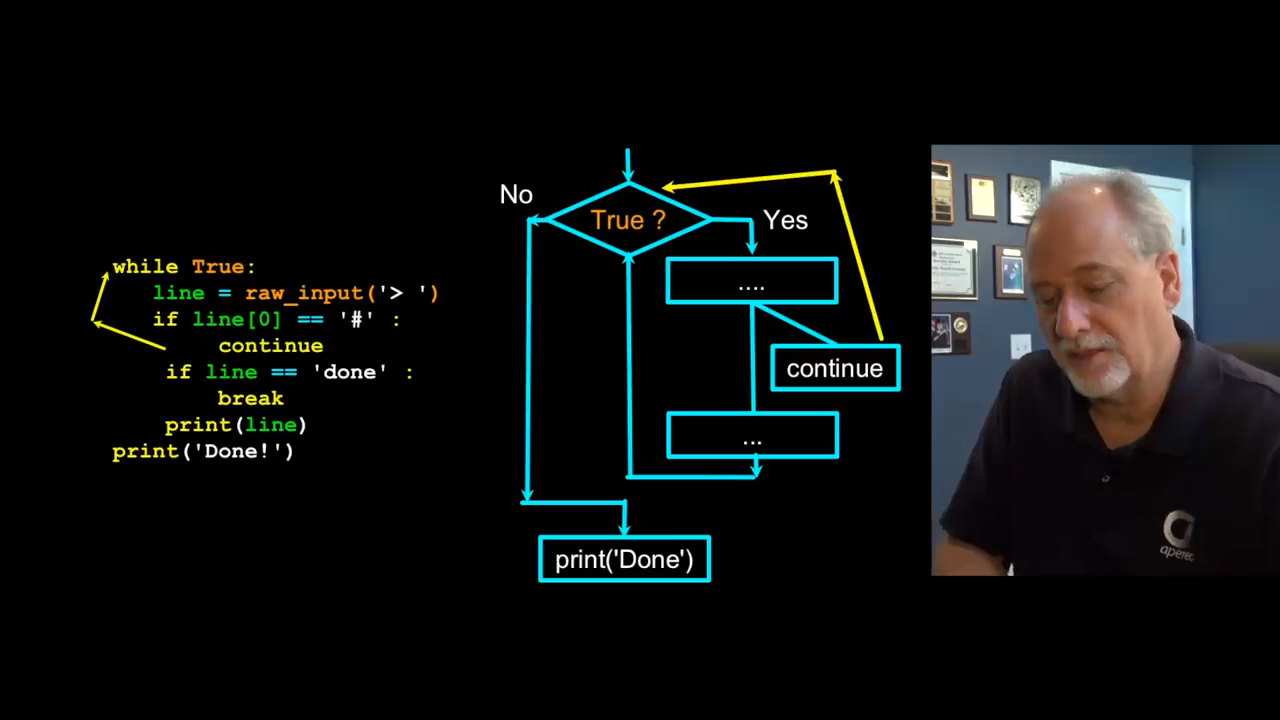 while True:
line = raw_input('> ')
if line[0] == '#' :
continue
if line == 'done' :
break
print(line)
print('Done!')
No
True ?
Yes
....
continue
...
print('Done')